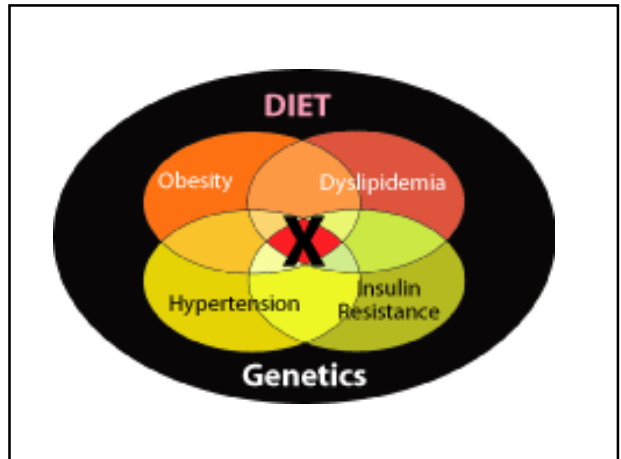 DIET
Obesity
Dyslipidemia
X
Hypertension
Insulin
Resistance
Genetics